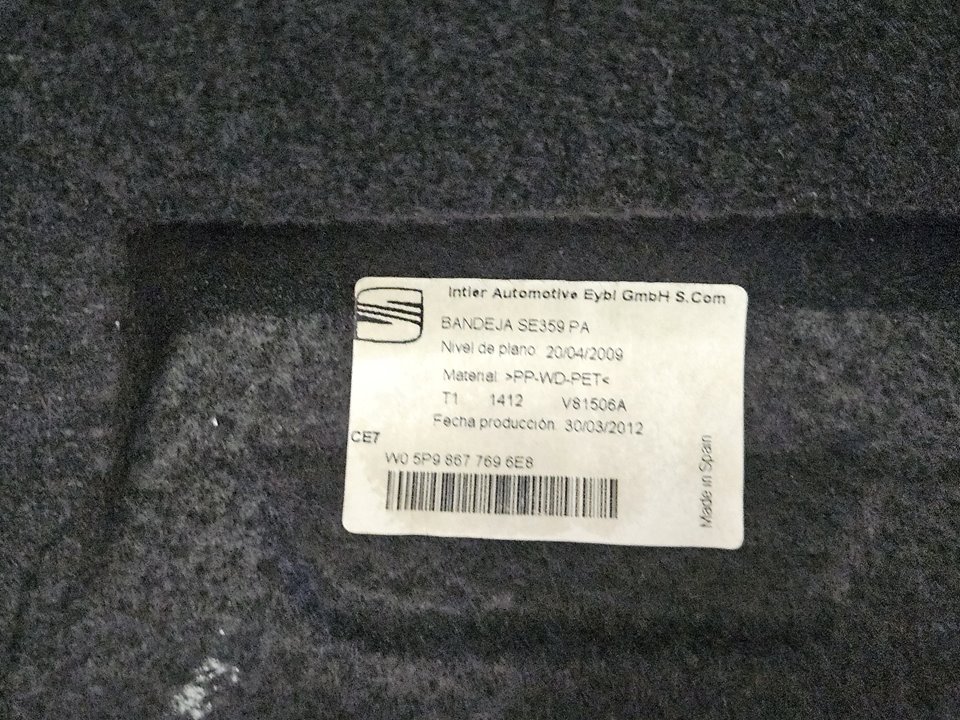 Intier Automotive Eybl GmbH S.Com
BANDEJA SE359 PA
Nivel de plano 20/04/2009
Material >PP-WD-PET<
T1 1412 V81506A
Fecha producción 30/03/2012
CE7
W0 5P9 867 769 6E8
Made in Spain